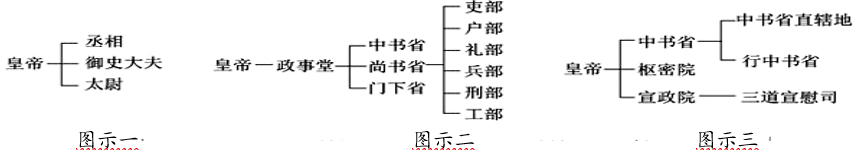 皇帝
丞相
御史大夫
太尉
图示一
皇帝
政事堂
中书省
尚书省
门下省
吏部
户部
礼部
兵部
刑部
工部
图示二
皇帝
中书省
枢密院
宣政院
中书省直辖地
行中书省
三道宣慰司
图示三